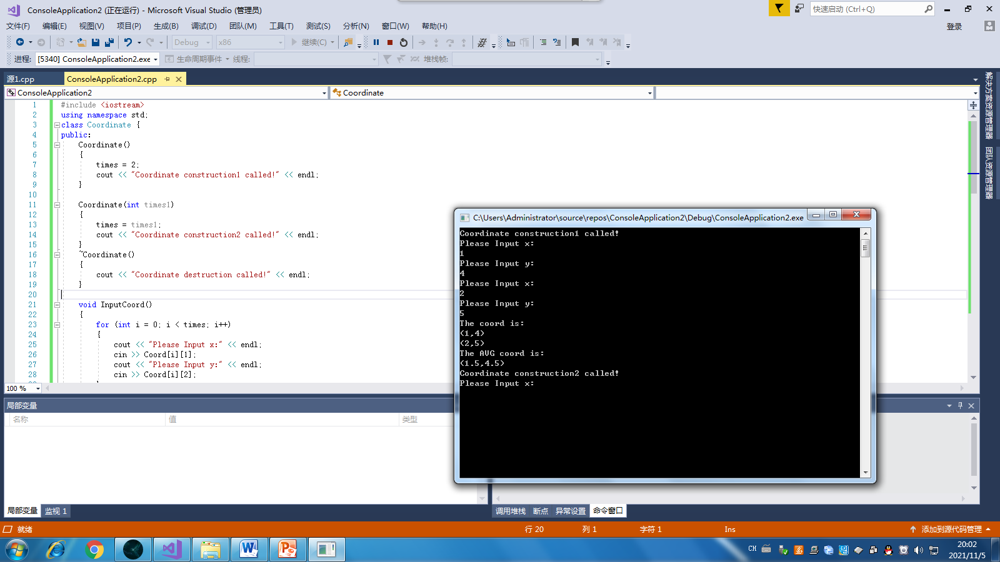 ConsoleApplication2 (正在运行) - Microsoft Visual Studio (管理员)
快速启动 (Ctrl+Q)
文件(F) 编辑(E) 视图(V) 项目(P) 生成(B) 调试(D) 团队(M) 工具(T) 测试(S) 分析(N) 窗口(W) 帮助(H)
登录
Debug x86 继续(C)
进程: [5340] ConsoleApplication2.exe 生命周期事件 线程: 堆栈帧:
源1.cpp ConsoleApplication2.cpp
ConsoleApplication2 Coordinate
1 #include <iostream>
2 using namespace std;
3 class Coordinate {
4 public:
5 Coordinate()
6 {
7 times = 2;
8 cout << "Coordinate construction1 called!" << endl;
9 }
10
11 Coordinate(int times1)
12 {
13 times = times1;
14 cout << "Coordinate construction2 called!" << endl;
15 }
16 ~Coordinate()
17 {
18 cout << "Coordinate destruction called!" << endl;
19 }
20
21 void InputCoord()
22 {
23 for (int i = 0; i < times; i++)
24 {
25 cout << "Please Input x:" << endl;
26 cin >> Coord[i][1];
27 cout << "Please Input y:" << endl;
28 cin >> Coord[i][2];
100 %
解决方案资源管理器
团队资源管理器
C:\Users\Administrator\source\repos\ConsoleApplication2\Debug\ConsoleApplication2.exe
Coordinate construction1 called!
Please Input x:
1
Please Input y:
4
Please Input x:
2
Please Input y:
5
The coord is:
(1,4)
(2,5)
The AVG coord is:
(1.5,4.5)
Coordinate construction2 called!
Please Input x:
局部变量
名称 值 类型
局部变量 监视 1
调用堆栈 断点 异常设置 命令窗口
就绪 行 20 列 1 字符 1 Ins 添加到源代码管理
CH
20:02
2021/11/5